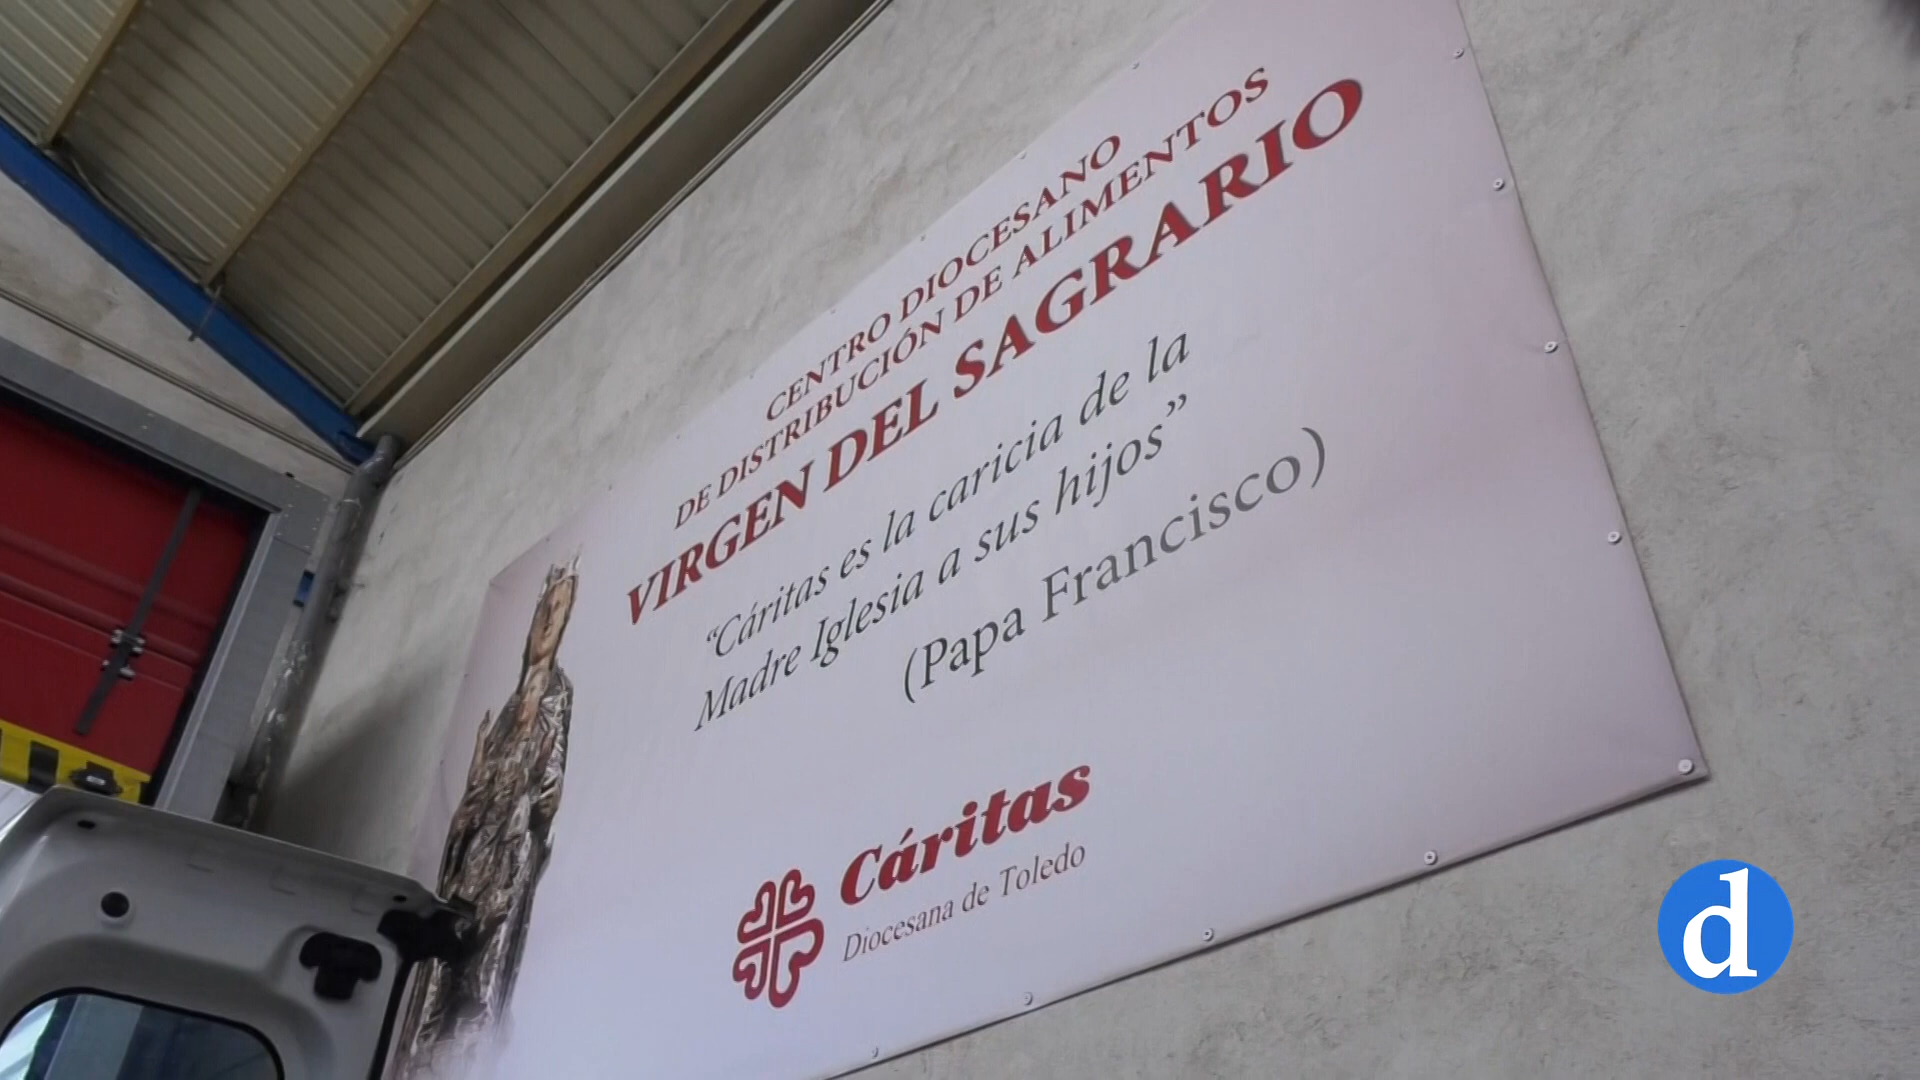 CENTRO DIOCESANO
DE DISTRIBUCIÓN DE ALIMENTOS
VIRGEN DEL SAGRARIO
“Cáritas es la caricia de la
Madre Iglesia a sus hijos”
(Papa Francisco)
Cáritas
Diocesana de Toledo
d